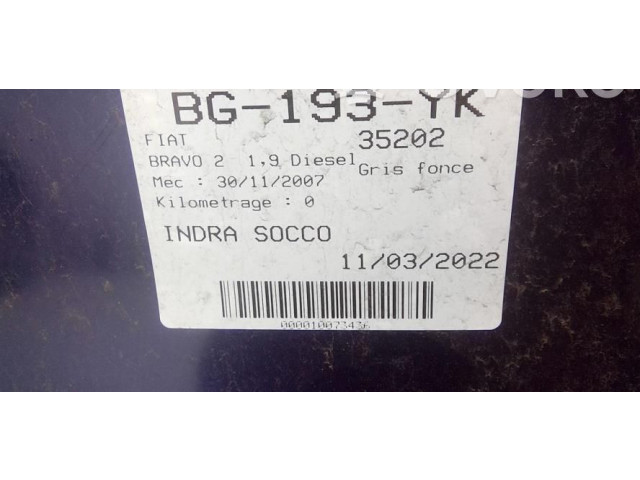 BG-193-YK
FIAT 35202
BRAVO 2 1,9 Diesel Gris fonce
Mec : 30/11/2007
Kilometrage : 0
INDRA SOCCO
11/03/2022
000010073436